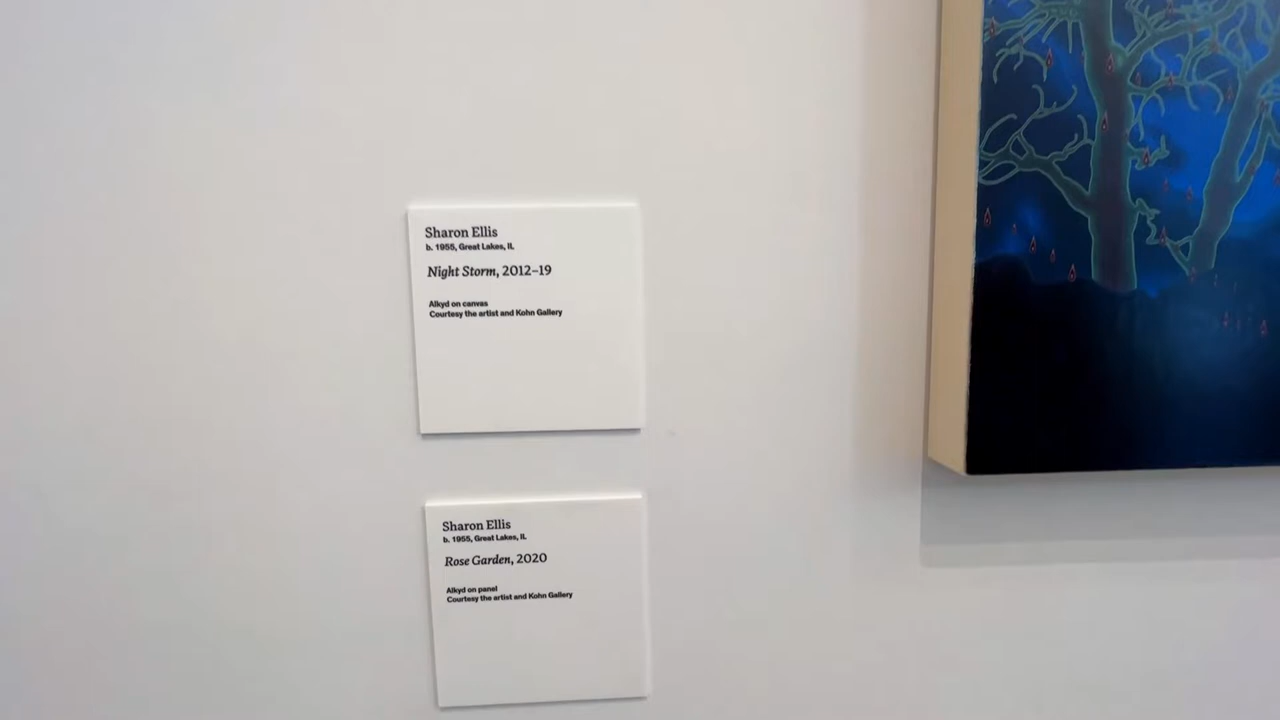 Sharon Ellis
b. 1955, Great Lakes, IL
Night Storm, 2012–19
Alkyd on canvas
Courtesy the artist and Kohn Gallery
Sharon Ellis
b. 1955, Great Lakes, IL
Rose Garden, 2020
Alkyd on panel
Courtesy the artist and Kohn Gallery